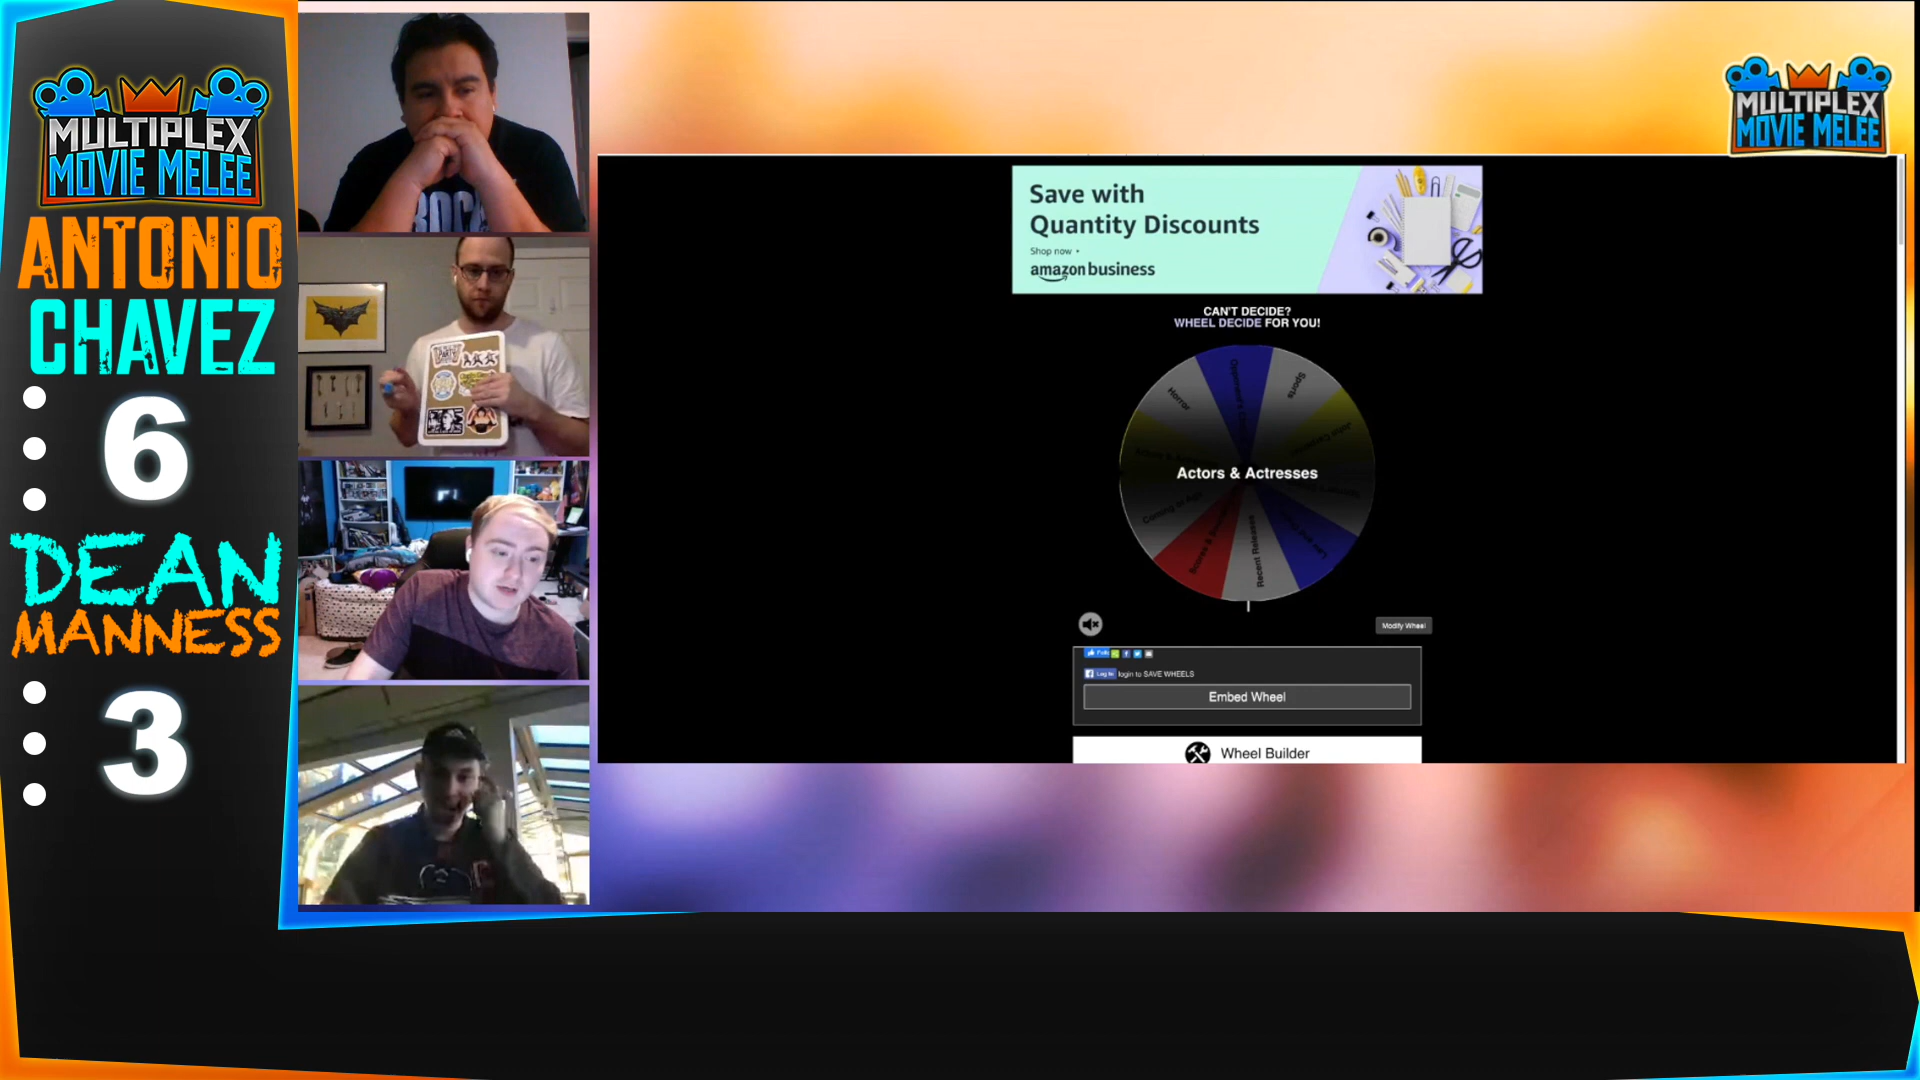 MULTIPLEX
MOVIE MELEE
ANTONIO
CHAVEZ
6
DEAN
MANNESS
3
MULTIPLEX
MOVIE MELEE
Save with
Quantity Discounts
Shop now
amazon business
CAN'T DECIDE?
WHEEL DECIDE FOR YOU!
Sports
Horror
Actors & Actresses
Recent Releases
Modify Wheel
Log In
login to SAVE WHEELS
Embed Wheel
Wheel Builder